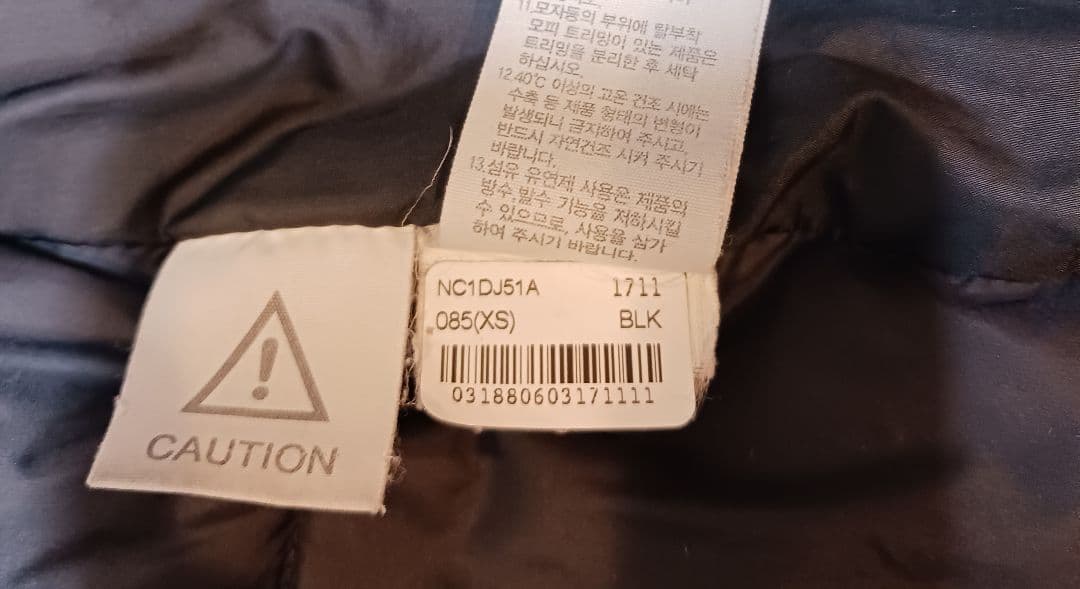 11.모자등의 부위에 탈부착
모피 트리밍이 있는 제품은
트리밍을 분리한 후 세탁
하십시오.
12.40℃ 이상의 고온 건조 시에는
수축 등 제품 형태의 변형이
발생되니 금지하여 주시고,
반드시 자연건조 시켜 주시기
바랍니다.
13.섬유 유연제 사용은 제품의
방수,발수 기능을 저하시킬
수 있으므로, 사용을 삼가
하여 주시기 바랍니다.
NC1DJ51A 1711
085(XS) BLK
031880603171111
CAUTION